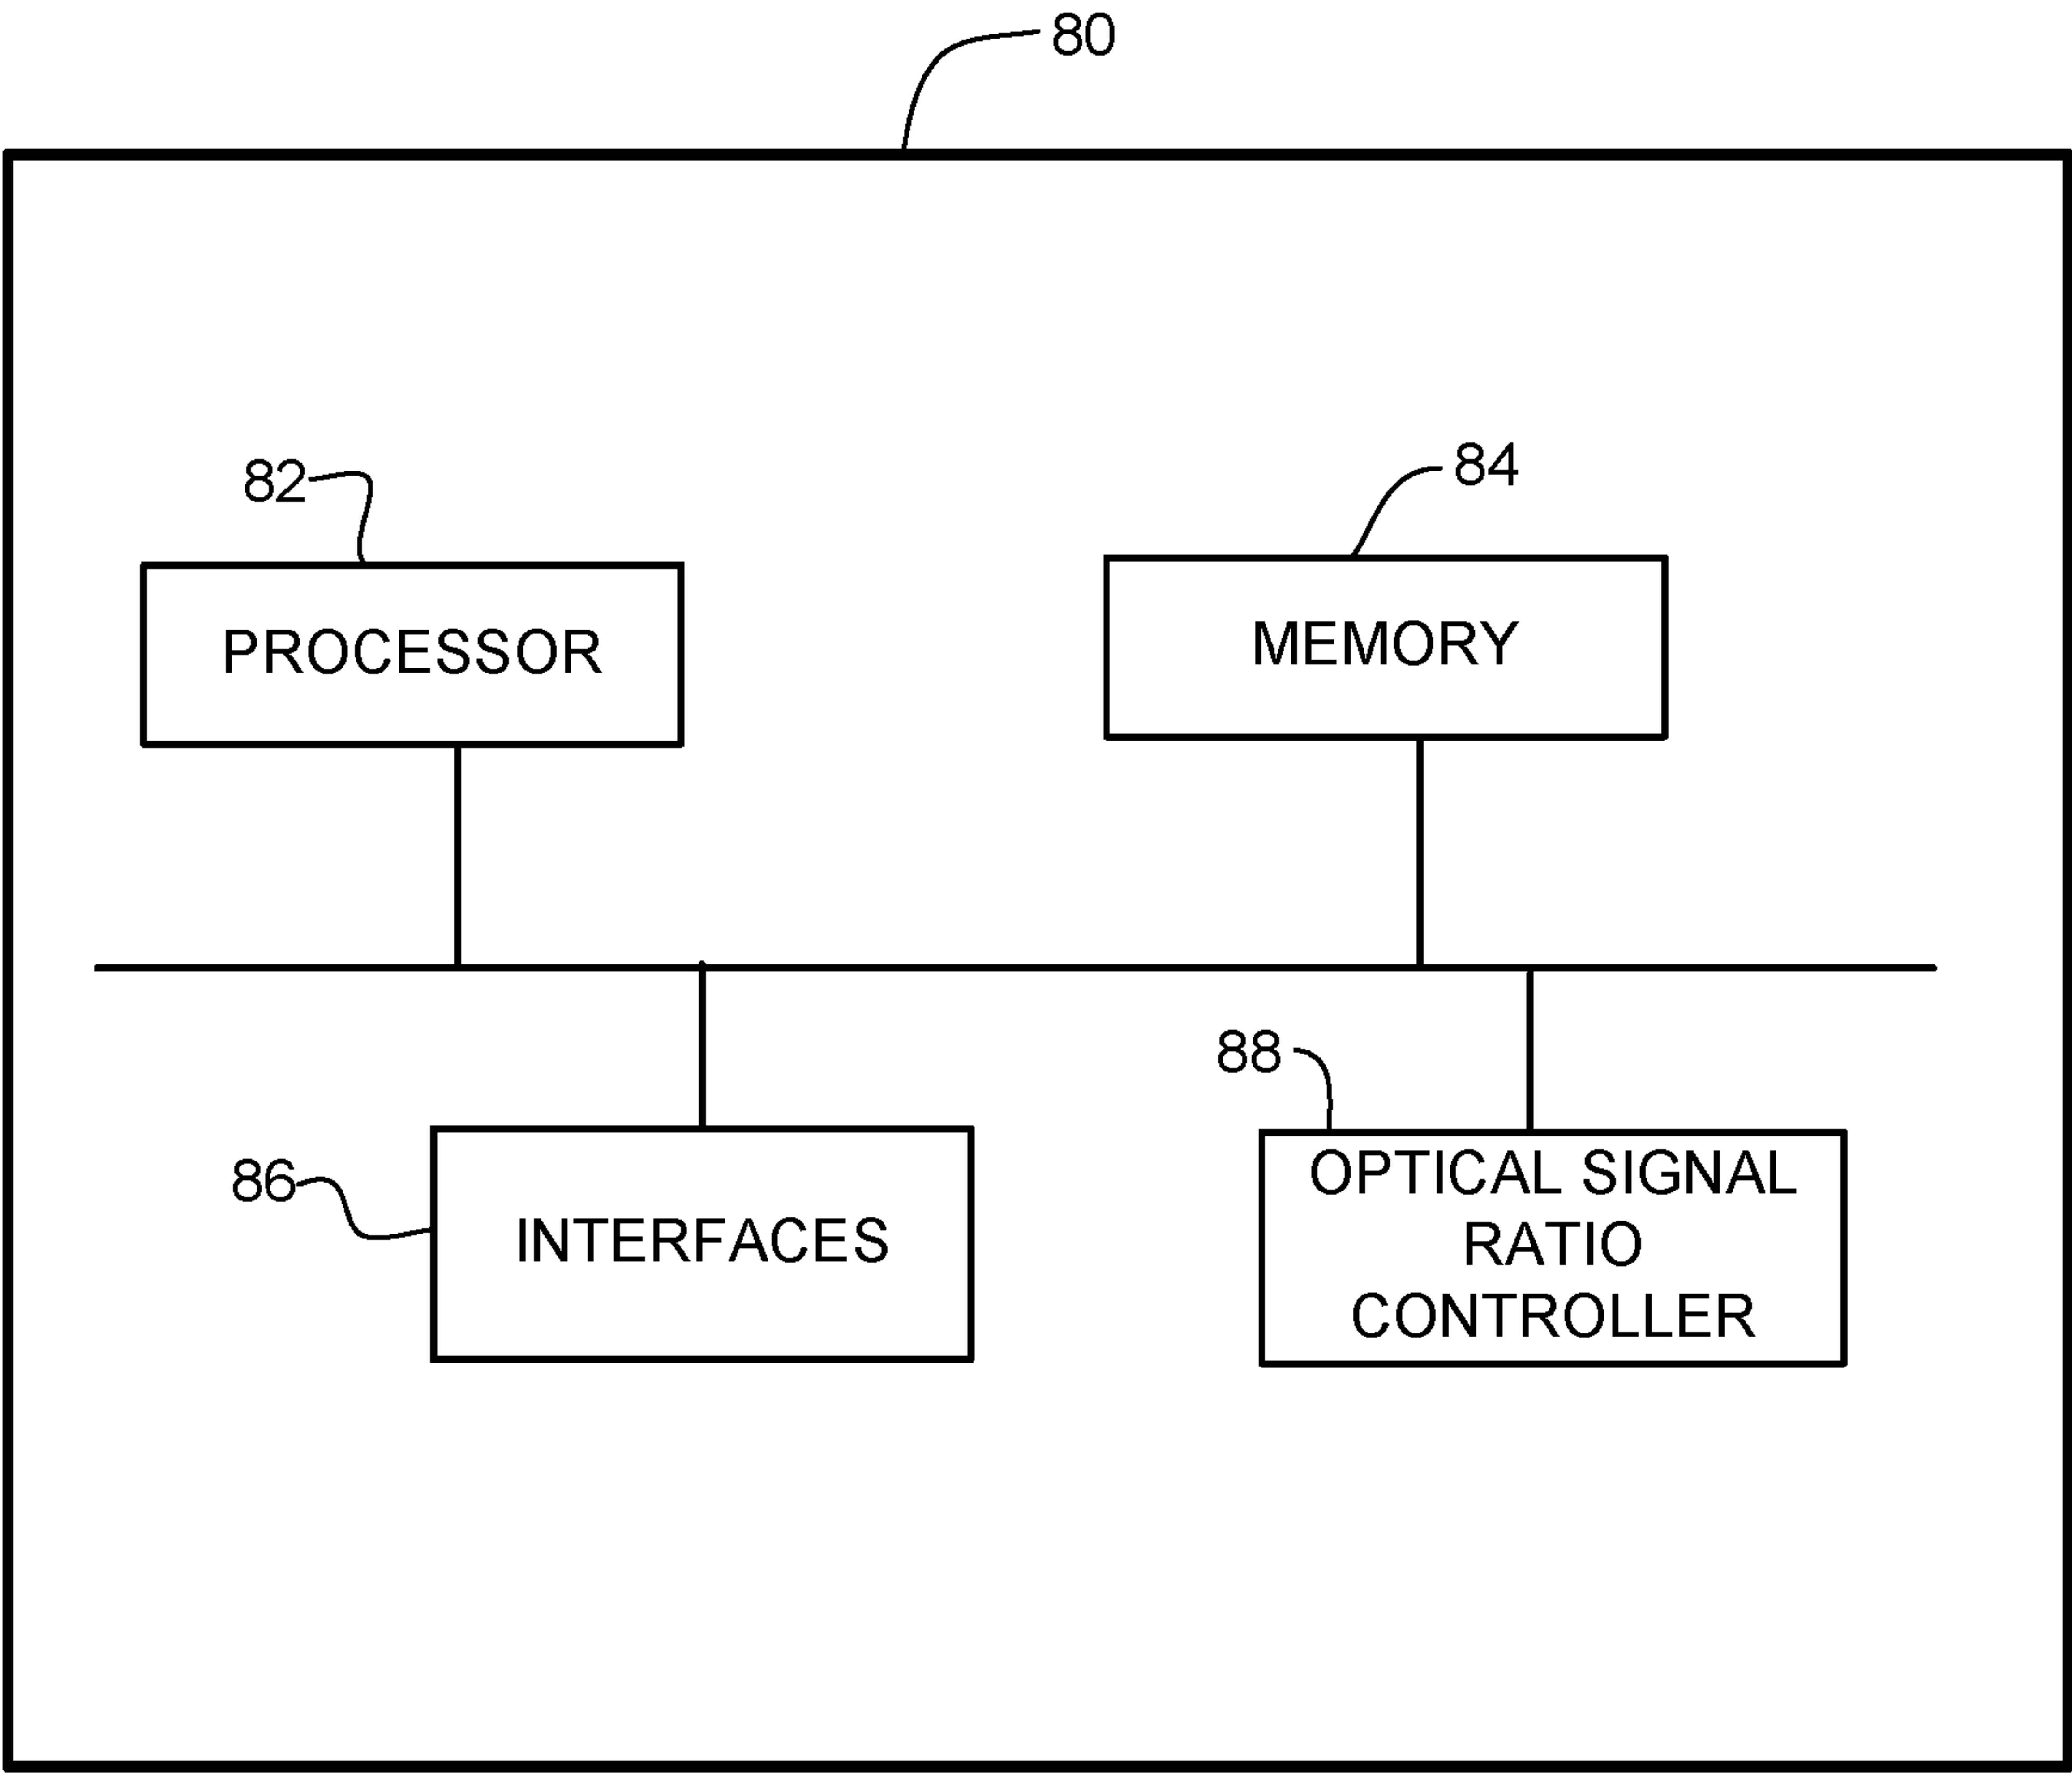 80
82
84
PROCESSOR
MEMORY
88
86
INTERFACES
OPTICAL SIGNAL
RATIO
CONTROLLER